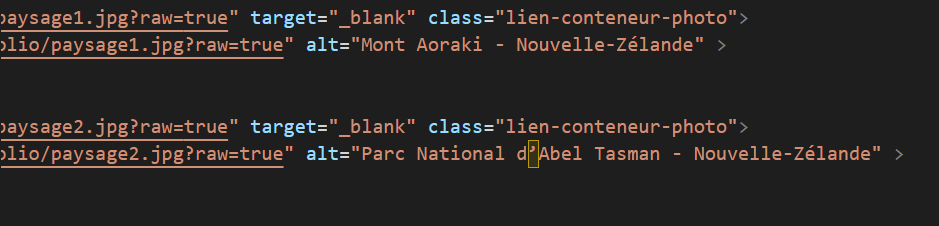 paysage1.jpg?raw=true" target="_blank" class="lien-conteneur-photo">
olio/paysage1.jpg?raw=true" alt="Mont Aoraki - Nouvelle-Zélande" >
paysage2.jpg?raw=true" target="_blank" class="lien-conteneur-photo">
olio/paysage2.jpg?raw=true" alt="Parc National d’Abel Tasman - Nouvelle-Zélande" >